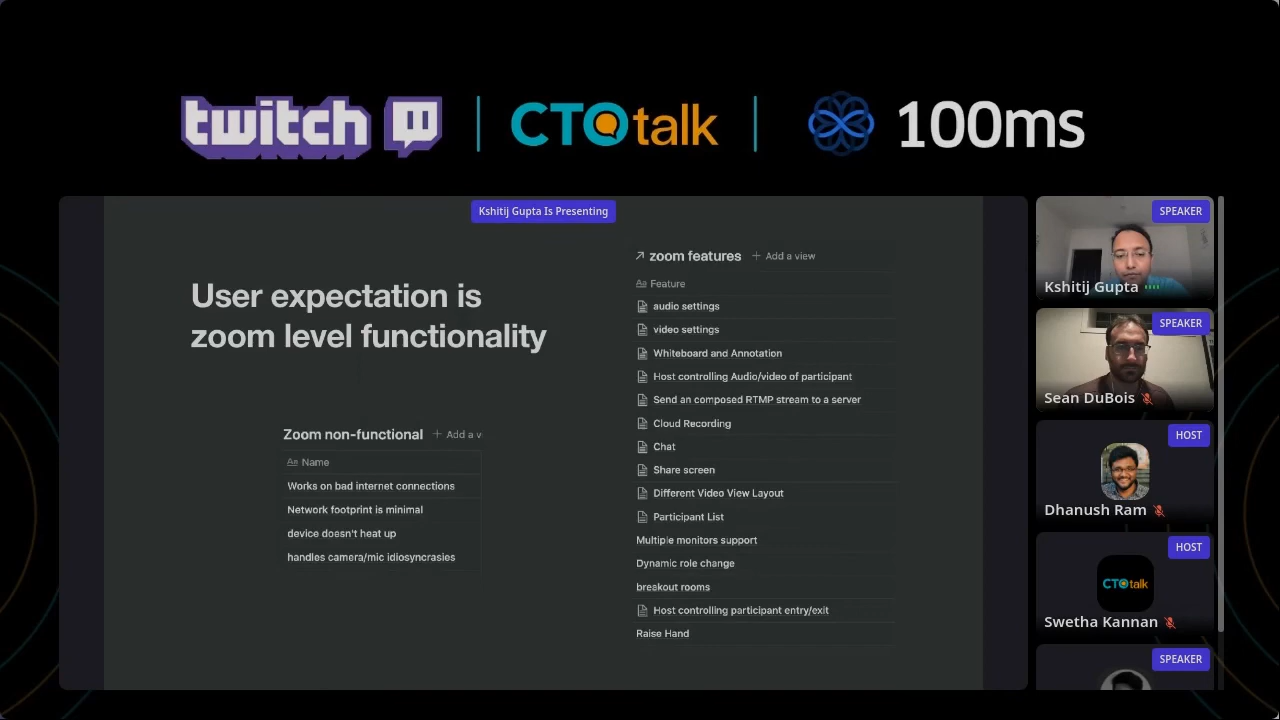 twitch
CTOtalk
100ms
Kshitij Gupta Is Presenting
User expectation is
zoom level functionality
Zoom non-functional + Add a v
Aa Name
Works on bad internet connections
Network footprint is minimal
device doesn't heat up
handles camera/mic idiosyncrasies
zoom features + Add a view
Aa Feature
audio settings
video settings
Whiteboard and Annotation
Host controlling Audio/video of participant
Send an composed RTMP stream to a server
Cloud Recording
Chat
Share screen
Different Video View Layout
Participant List
Multiple monitors support
Dynamic role change
breakout rooms
Host controlling participant entry/exit
Raise Hand
SPEAKER
Kshitij Gupta
SPEAKER
Sean DuBois
HOST
Dhanush Ram
HOST
CTOtalk
Swetha Kannan
SPEAKER